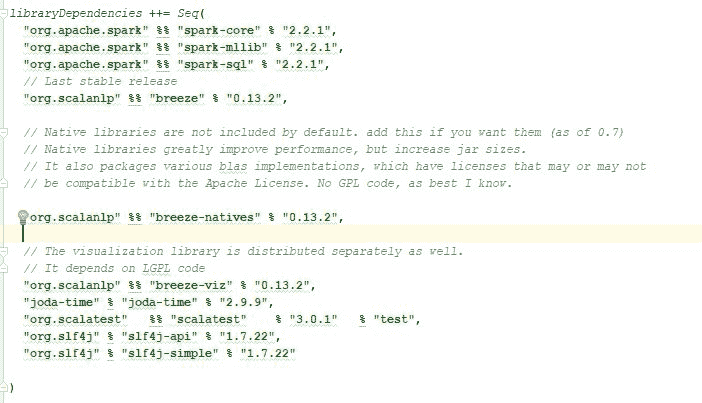 libraryDependencies ++= Seq(
"org.apache.spark" %% "spark-core" % "2.2.1",
"org.apache.spark" %% "spark-mllib" % "2.2.1",
"org.apache.spark" %% "spark-sql" % "2.2.1",
// Last stable release
"org.scalanlp" %% "breeze" % "0.13.2",
// Native libraries are not included by default. add this if you want them (as of 0.7)
// Native libraries greatly improve performance, but increase jar sizes.
// It also packages various blas implementations, which have licenses that may or may not
// be compatible with the Apache License. No GPL code, as best I know.
org.scalanlp" %% "breeze-natives" % "0.13.2",
// The visualization library is distributed separately as well.
// It depends on LGPL code
"org.scalanlp" %% "breeze-viz" % "0.13.2",
"joda-time" % "joda-time" % "2.9.9",
"org.scalatest" %% "scalatest" % "3.0.1" % "test",
"org.slf4j" % "slf4j-api" % "1.7.22",
"org.slf4j" % "slf4j-simple" % "1.7.22"
)